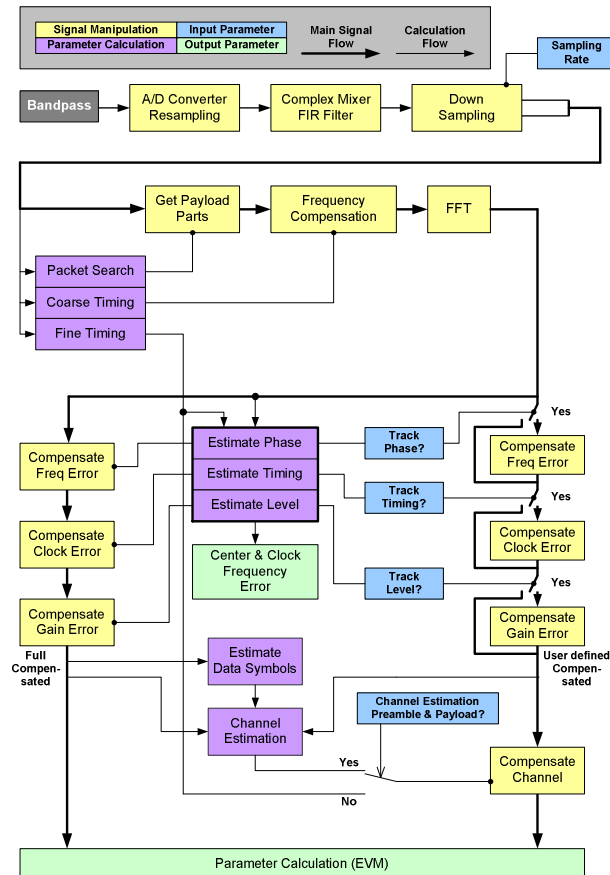 Signal Manipulation
Input Parameter
Parameter Calculation
Output Parameter
Main Signal
Flow
Calculation
Flow
Sampling
Rate
Bandpass
A/D Converter
Resampling
Complex Mixer
FIR Filter
Down
Sampling
Get Payload
Parts
Frequency
Compensation
FFT
Packet Search
Coarse Timing
Fine Timing
Yes
Compensate
Freq Error
Estimate Phase
Track
Phase?
Compensate
Freq Error
Estimate Timing
Track
Timing?
Yes
Estimate Level
Compensate
Clock Error
Compensate
Clock Error
Center & Clock
Frequency
Error
Track
Level?
Yes
Compensate
Gain Error
Compensate
Gain Error
Full
Compen-
sated
Estimate
Data Symbols
User defined
Compen-
sated
Channel Estimation
Preamble & Payload?
Channel
Estimation
Yes
No
Compensate
Channel
Parameter Calculation (EVM)